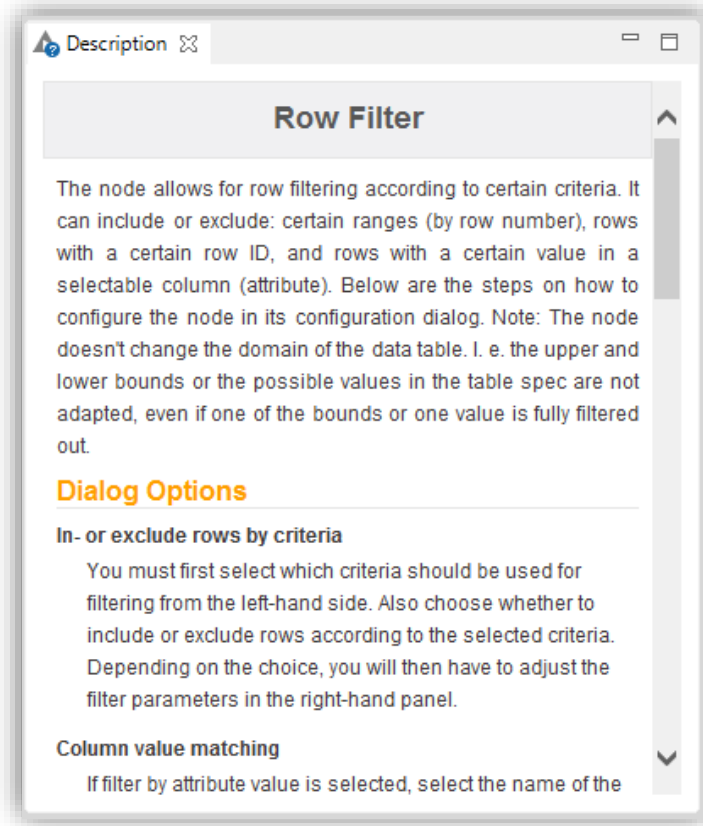 Description
Row Filter
The node allows for row filtering according to certain criteria. It
can include or exclude: certain ranges (by row number), rows
with a certain row ID, and rows with a certain value in a
selectable column (attribute). Below are the steps on how to
configure the node in its configuration dialog. Note: The node
doesn't change the domain of the data table. I. e. the upper and
lower bounds or the possible values in the table spec are not
adapted, even if one of the bounds or one value is fully filtered
out.
Dialog Options
In- or exclude rows by criteria
You must first select which criteria should be used for
filtering from the left-hand side. Also choose whether to
include or exclude rows according to the selected criteria.
Depending on the choice, you will then have to adjust the
filter parameters in the right-hand panel.
Column value matching
If filter by attribute value is selected, select the name of the